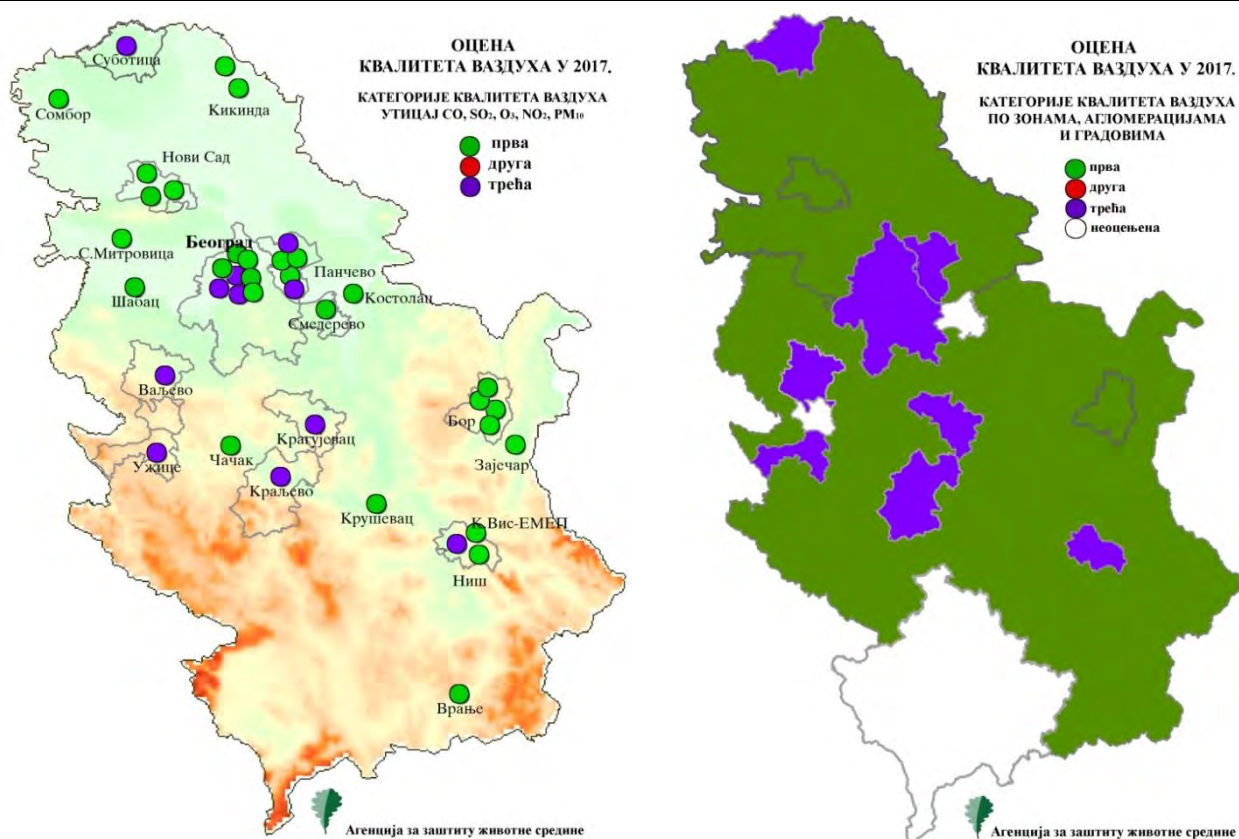 ОЦЕНА
КВАЛИТЕТА ВАЗДУХА У 2017.
КАТЕГОРИЈЕ КВАЛИТЕТА ВАЗДУХА
УТИЦАЈ CO, SO₂, O₃, NO₂, PM₁₀
прва
друга
трећа
Суботица
Сомбор
Кикинда
Нови Сад
С.Митровица
Београд
Панчево
Шабац
Костолац
Смедерево
Ваљево
Крагујевац
Бор
Ужице
Чачак
Зајечар
Краљево
Крушевац
К.Вис-ЕМЕП
Ниш
Врање
Агенција за заштиту животне средине
ОЦЕНА
КВАЛИТЕТА ВАЗДУХА У 2017.
КАТЕГОРИЈЕ КВАЛИТЕТА ВАЗДУХА
ПО ЗОНАМА, АГЛОМЕРАЦИЈАМА
И ГРАДОВИМА
прва
друга
трећа
неоцењена
Агенција за заштиту животне средине